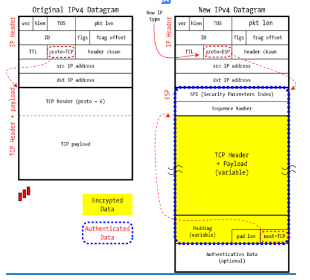 Original IPv4 Datagram
ver hlen TOS pkt len
ID flgs frag offset
TTL proto=TCP header cksum
src IP address
dst IP address
TCP header (proto = 6)
TCP payload
IP Header
TCP Header + payload
Encrypted
Data
Authenticated
Data
New IP
type
New IPv4 Datagram
ver hlen TOS pkt len
ID flgs frag offset
TTL proto=ESP header cksum
src IP address
dst IP address
SPI (Security Parameters Index)
Sequence Number
TCP Header
+ Payload
(variable)
Padding
(variable)
pad len next=TCP
Authentication Data
(optional)
IP Header
ESP